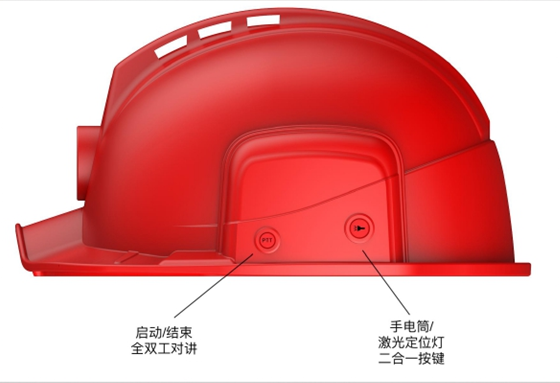 PTT
启动/结束
全双工对讲
手电筒/
激光定位灯
二合一按键